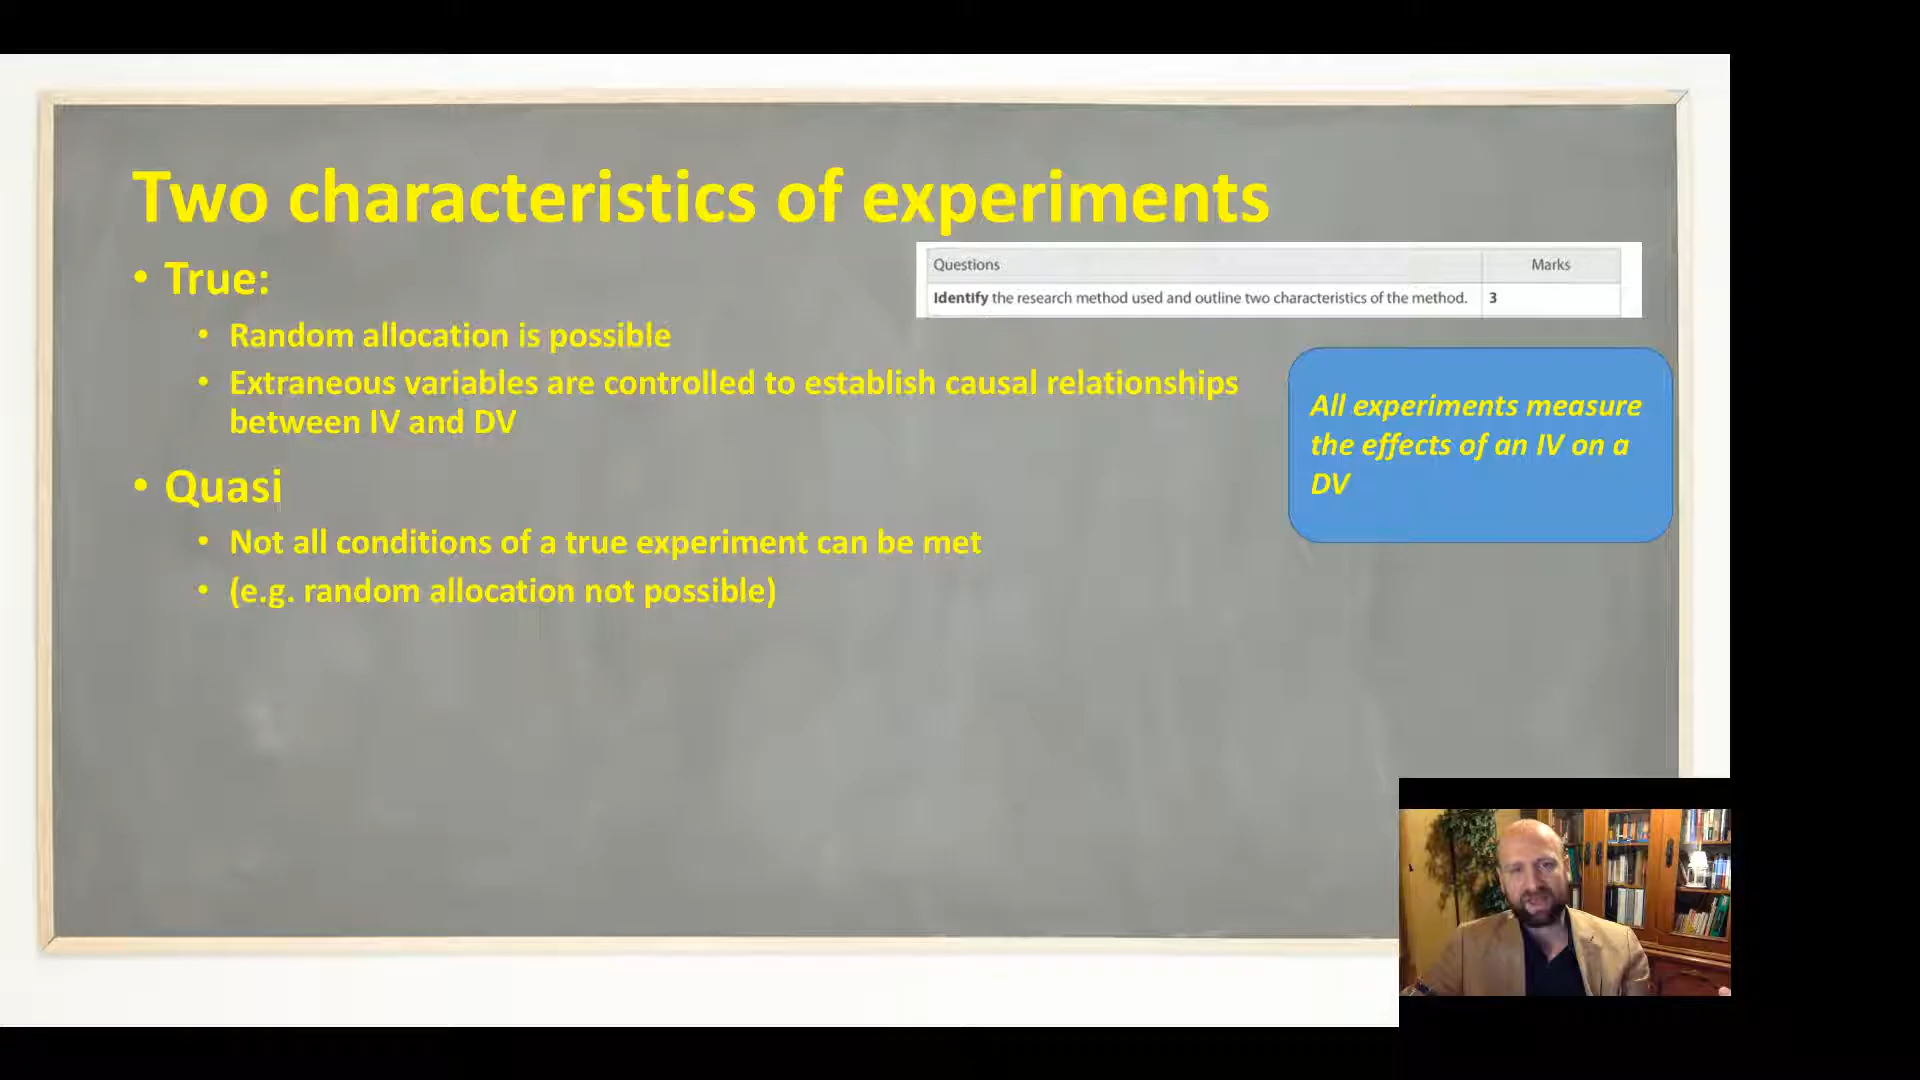 Two characteristics of experiments
• True:
Questions Marks
Identify the research method used and outline two characteristics of the method. 3
• Random allocation is possible
• Extraneous variables are controlled to establish causal relationships
between IV and DV
All experiments measure
the effects of an IV on a
DV
• Quasi
• Not all conditions of a true experiment can be met
• (e.g. random allocation not possible)